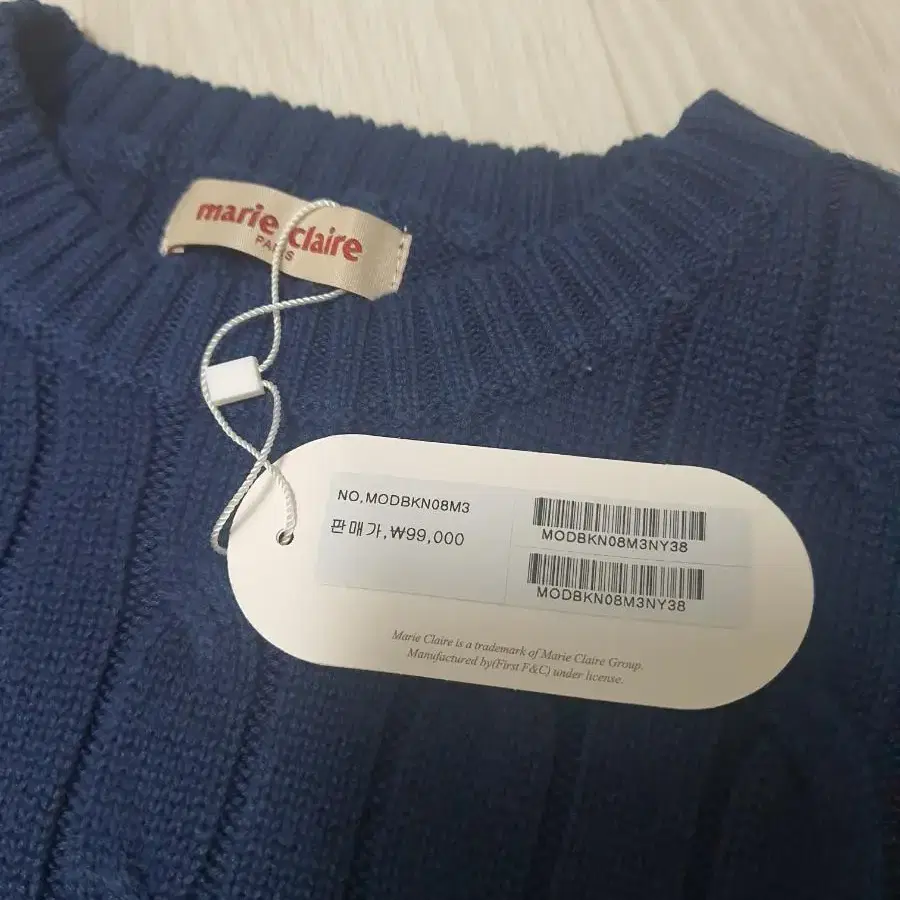 marie claire
PARIS
NO.MODBKN08M3
판매가.₩99,000
MODBKN08M3NY38
MODBKN08M3NY38
Marie Claire is a trademark of Marie Claire Group.
Manufactured by(First F&C) under license.